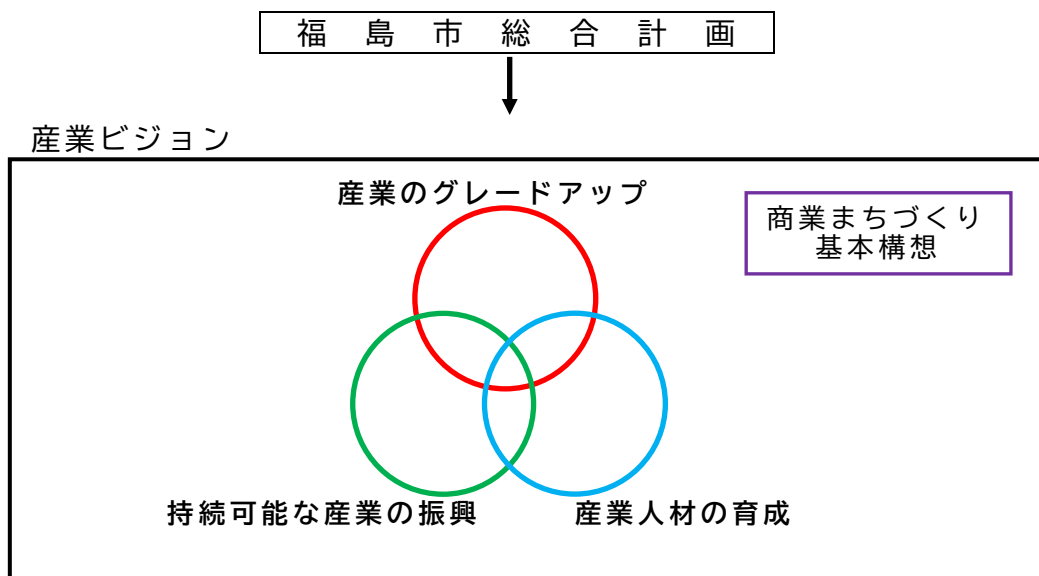 福島市総合計画
産業ビジョン
産業のグレードアップ
商業まちづくり
基本構想
持続可能な産業の振興
産業人材の育成